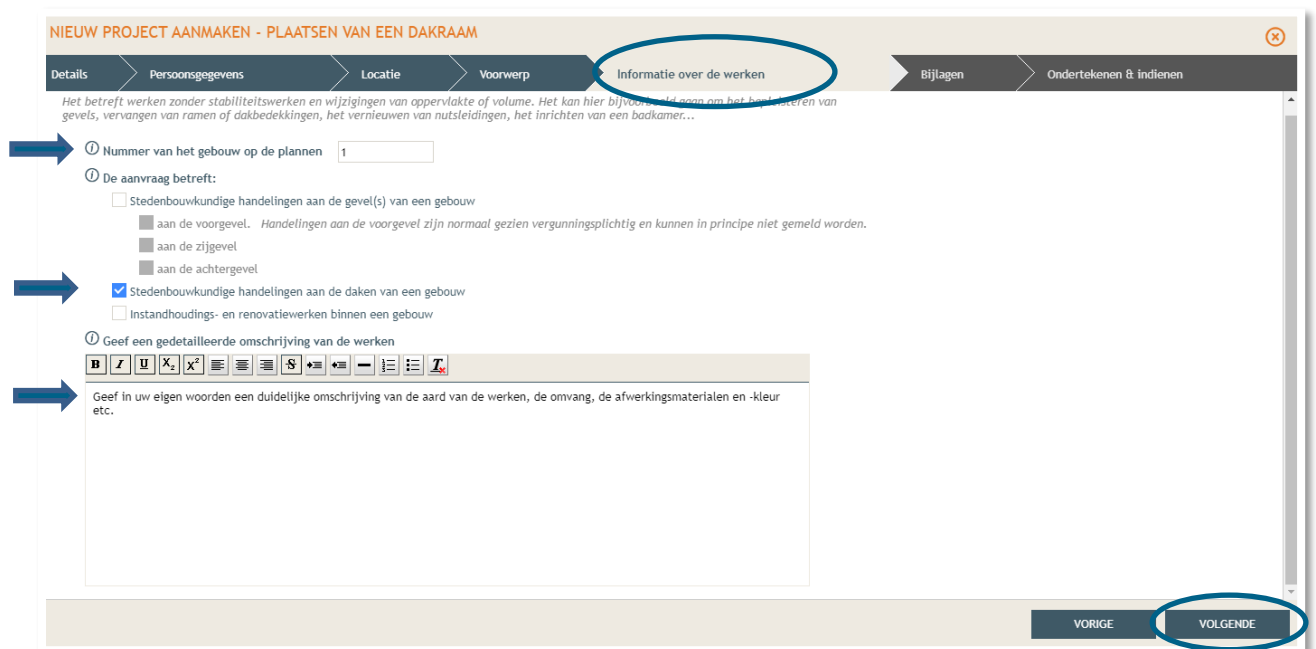 NIEUW PROJECT AANMAKEN - PLAATSEN VAN EEN DAKRAAM
Details Persoonsgegevens Locatie Voorwerp Informatie over de werken Bijlagen Ondertekenen & indienen
Het betreft werken zonder stabiliteitswerken en wijzigingen van oppervlakte of volume. Het kan hier bijvoorbeeld gaan om het bepleisteren van
gevels, vervangen van ramen of dakbedekkingen, het vernieuwen van nutsleidingen, het inrichten van een badkamer...
Nummer van het gebouw op de plannen 1
De aanvraag betreft:
Stedenbouwkundige handelingen aan de gevel(s) van een gebouw
aan de voorgevel. Handelingen aan de voorgevel zijn normaal gezien vergunningsplichtig en kunnen in principe niet gemeld worden.
aan de zijgevel
aan de achtergevel
Stedenbouwkundige handelingen aan de daken van een gebouw
Instandhoudings- en renovatiewerken binnen een gebouw
Geef een gedetailleerde omschrijving van de werken
B I U X₂ X² S Tx
Geef in uw eigen woorden een duidelijke omschrijving van de aard van de werken, de omvang, de afwerkingsmaterialen en -kleur
etc.
VORIGE VOLGENDE